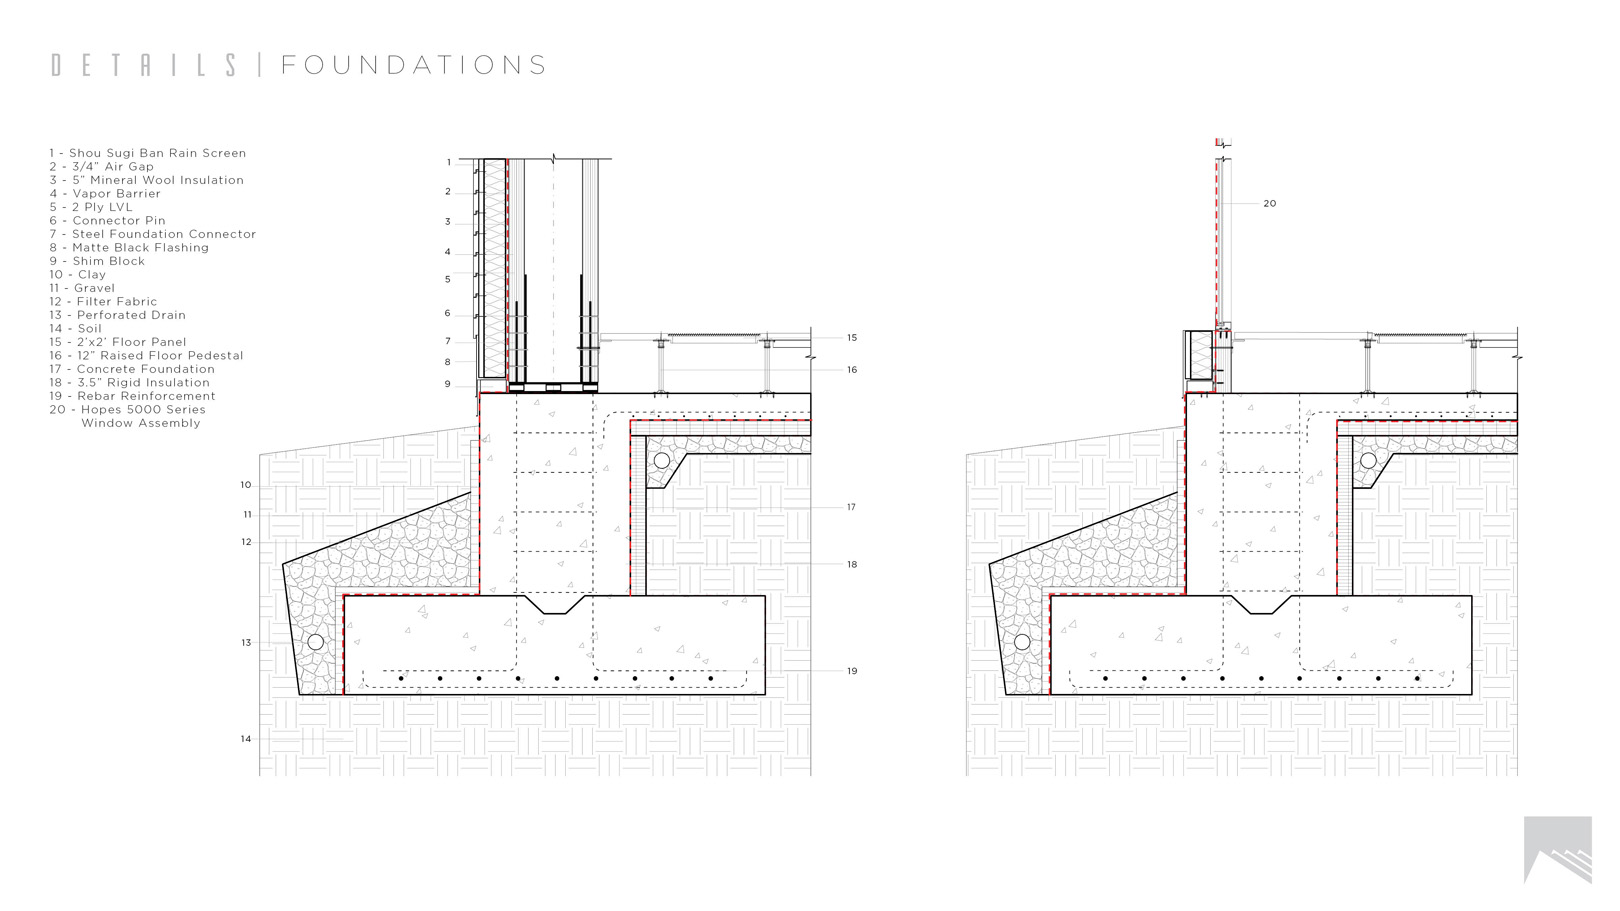 DETAILS | FOUNDATIONS
1 - Shou Sugi Ban Rain Screen
2 - 3/4" Air Gap
3 - 5" Mineral Wool Insulation
4 - Vapor Barrier
5 - 2 Ply LVL
6 - Connector Pin
7 - Steel Foundation Connector
8 - Matte Black Flashing
9 - Shim Block
10 - Clay
11 - Gravel
12 - Filter Fabric
13 - Perforated Drain
14 - Soil
15 - 2'x2' Floor Panel
16 - 12" Raised Floor Pedestal
17 - Concrete Foundation
18 - 3.5" Rigid Insulation
19 - Rebar Reinforcement
20 - Hopes 5000 Series
Window Assembly
1
2
3
4
5
6
7
8
9
10
11
12
13
14
15
16
17
18
19
20